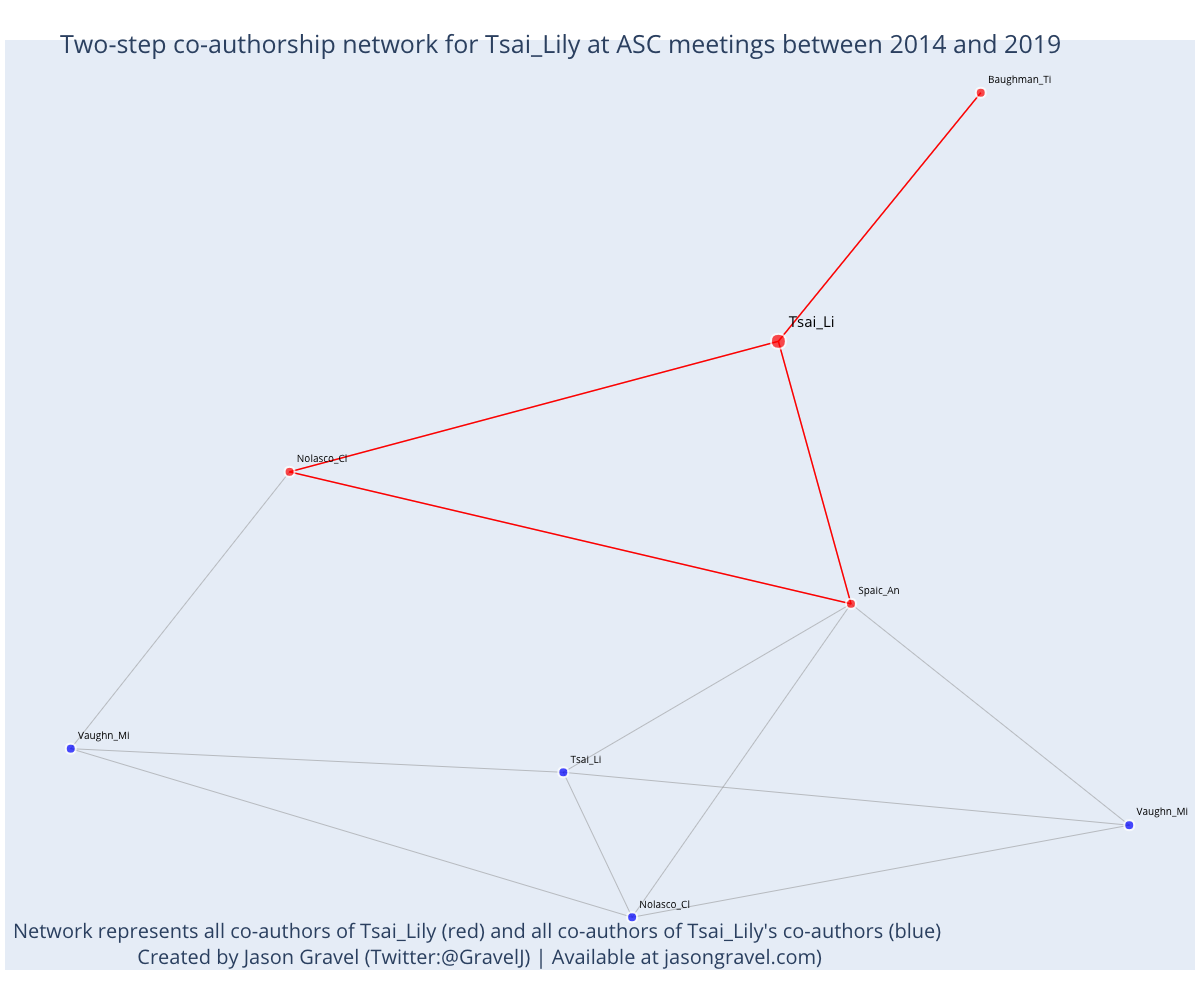 Two-step co-authorship network for Tsai_Lily at ASC meetings between 2014 and 2019
Baughman_Ti
Tsai_Li
Nolasco_Cl
Spaic_An
Vaughn_Mi
Tsai_Li
Vaughn_Mi
Nolasco_Cl
Network represents all co-authors of Tsai_Lily (red) and all co-authors of Tsai_Lily's co-authors (blue)
Created by Jason Gravel (Twitter:@GravelJ) | Available at jasongravel.com)